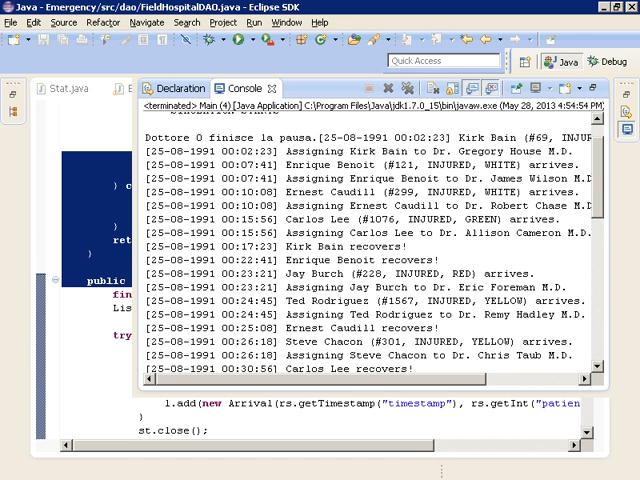 Java - Emergency/src/dao/FieldHospitalDAO.java - Eclipse SDK
File Edit Source Refactor Navigate Search Project Run Window Help
Quick Access
Java
Debug
Stat.java
Declaration
Console
<terminated> Main (4) [Java Application] C:\Program Files\Java\jdk1.7.0_15\bin\javaw.exe (May 28, 2013 4:54:54 PM)
Dottore O finisce la pausa.[25-08-1991 00:02:23] Kirk Bain (#69, INJUR
[25-08-1991 00:02:23] Assigning Kirk Bain to Dr. Gregory House M.D.
[25-08-1991 00:07:41] Enrique Benoit (#121, INJURED, WHITE) arrives.
[25-08-1991 00:07:41] Assigning Enrique Benoit to Dr. James Wilson M.D
[25-08-1991 00:10:08] Ernest Caudill (#299, INJURED, WHITE) arrives.
[25-08-1991 00:10:08] Assigning Ernest Caudill to Dr. Robert Chase M.D
[25-08-1991 00:15:56] Carlos Lee (#1076, INJURED, GREEN) arrives.
[25-08-1991 00:15:56] Assigning Carlos Lee to Dr. Allison Cameron M.D.
[25-08-1991 00:17:23] Kirk Bain recovers!
[25-08-1991 00:22:41] Enrique Benoit recovers!
[25-08-1991 00:23:21] Jay Burch (#228, INJURED, RED) arrives.
[25-08-1991 00:23:21] Assigning Jay Burch to Dr. Eric Foreman M.D.
[25-08-1991 00:24:45] Ted Rodriguez (#1567, INJURED, YELLOW) arrives.
[25-08-1991 00:24:45] Assigning Ted Rodriguez to Dr. Remy Hadley M.D.
[25-08-1991 00:25:08] Ernest Caudill recovers!
[25-08-1991 00:26:18] Steve Chacon (#301, INJURED, YELLOW) arrives.
[25-08-1991 00:26:18] Assigning Steve Chacon to Dr. Chris Taub M.D.
[25-08-1991 00:30:56] Carlos Lee recovers!
) c
)
ret
}
public
fin
Lis
try
l.add(new Arrival(rs.getTimestamp("timestamp"), rs.getInt("patien
}
st.close();